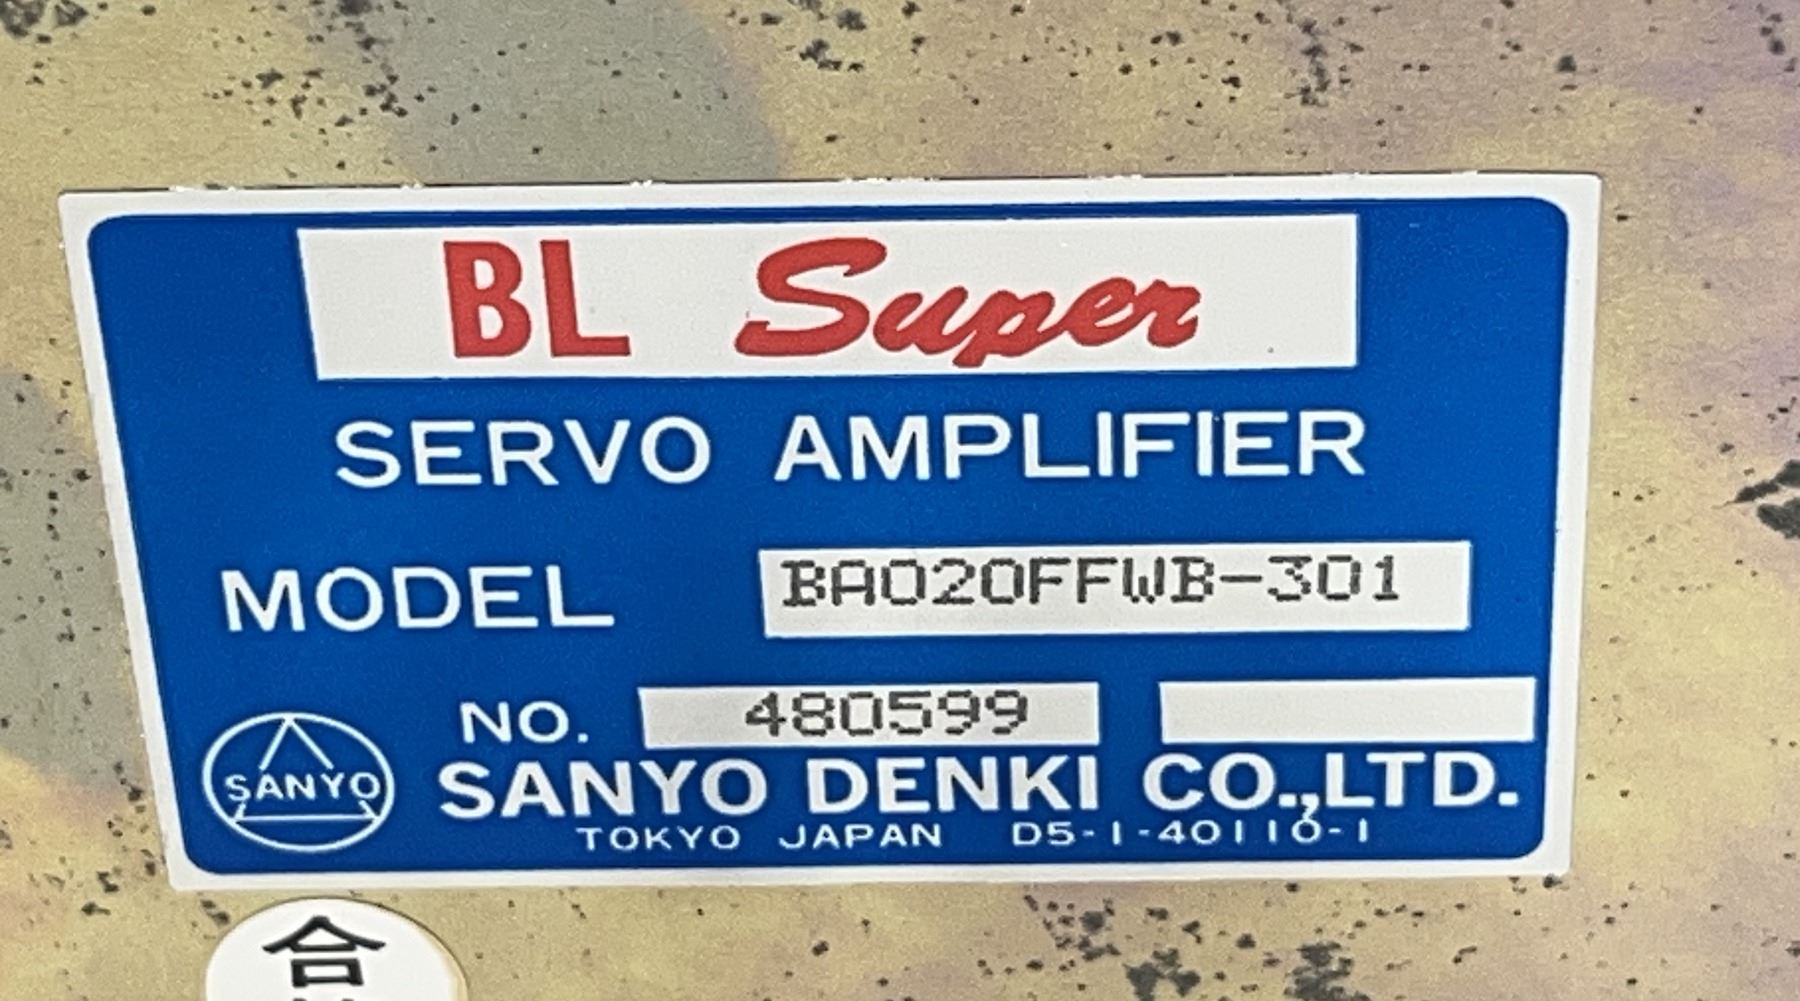 BL Super
SERVO AMPLIFIER
MODEL BA020FFWB-301
NO. 480599
SANYO
SANYO DENKI CO.,LTD.
TOKYO JAPAN D5-1-40110-1
合